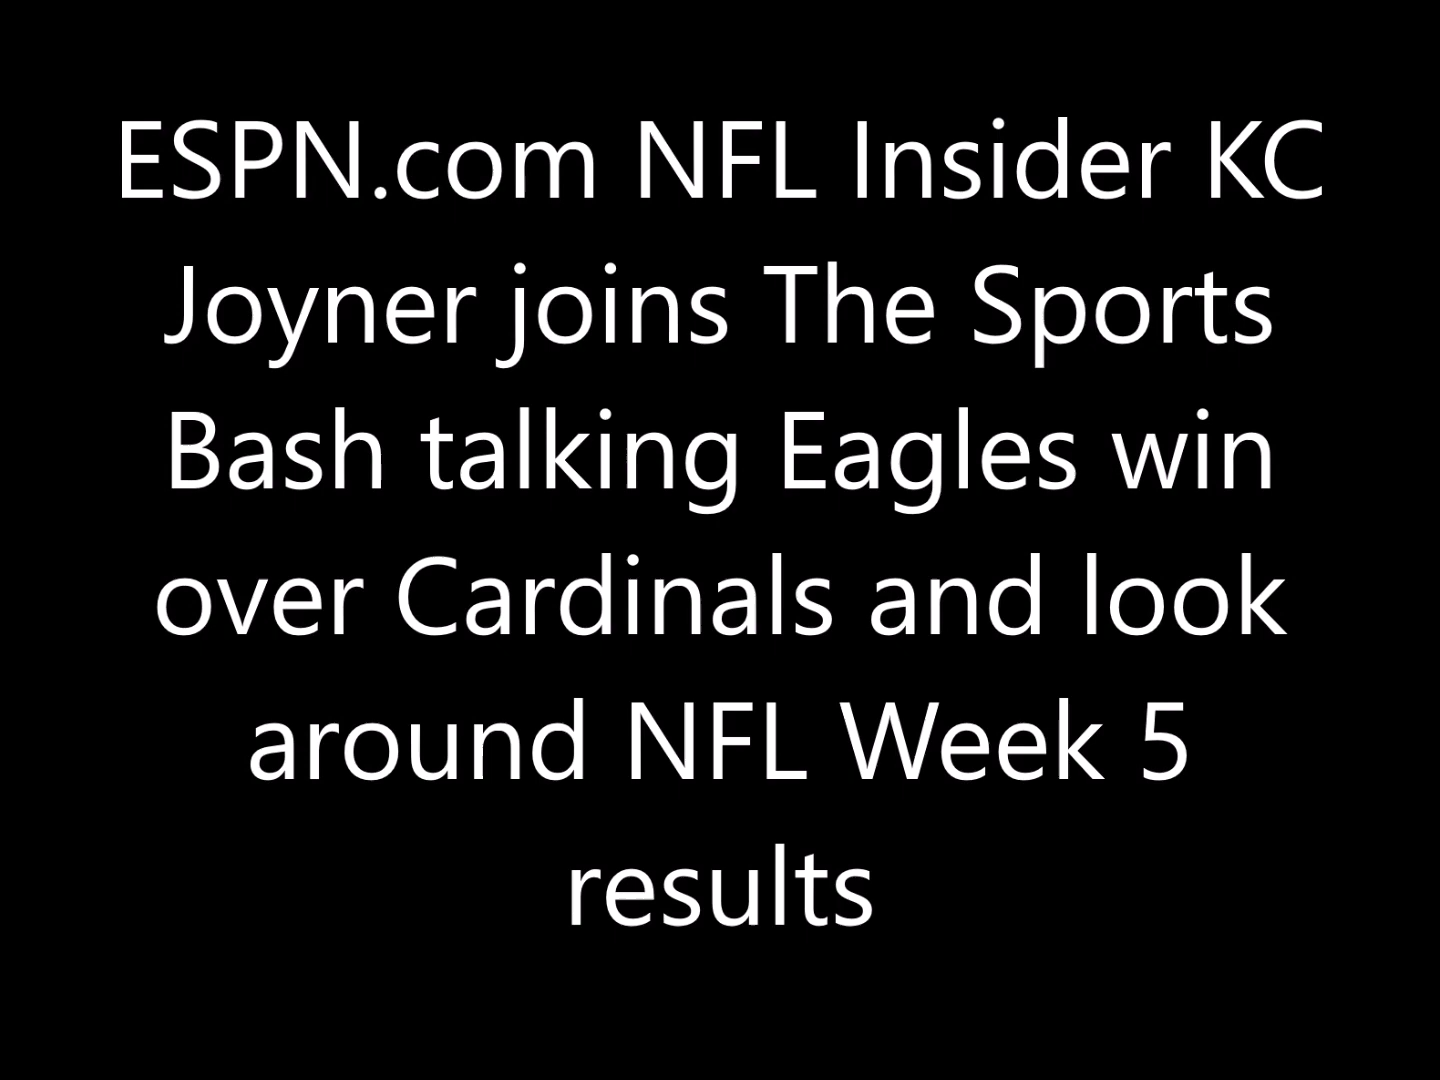 ESPN.com NFL Insider KC
Joyner joins The Sports
Bash talking Eagles win
over Cardinals and look
around NFL Week 5
results